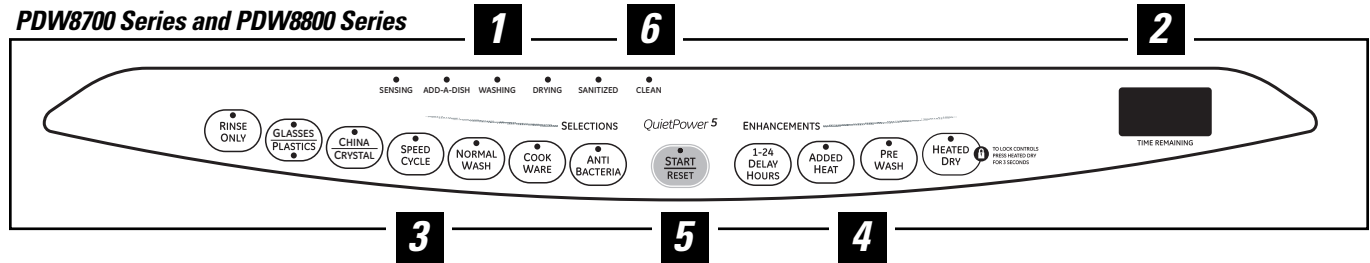 PDW8700 Series and PDW8800 Series
1
6
2
SENSING ADD-A-DISH WASHING DRYING SANITIZED CLEAN
SELECTIONS
QuietPower 5
ENHANCEMENTS
RINSE
ONLY
GLASSES
PLASTICS
CHINA
CRYSTAL
SPEED
CYCLE
NORMAL
WASH
COOK
WARE
ANTI
BACTERIA
START
RESET
1-24
DELAY
HOURS
ADDED
HEAT
PRE
WASH
HEATED
DRY
TO LOCK CONTROLS
PRESS HEATED DRY
FOR 3 SECONDS
TIME REMAINING
3
5
4